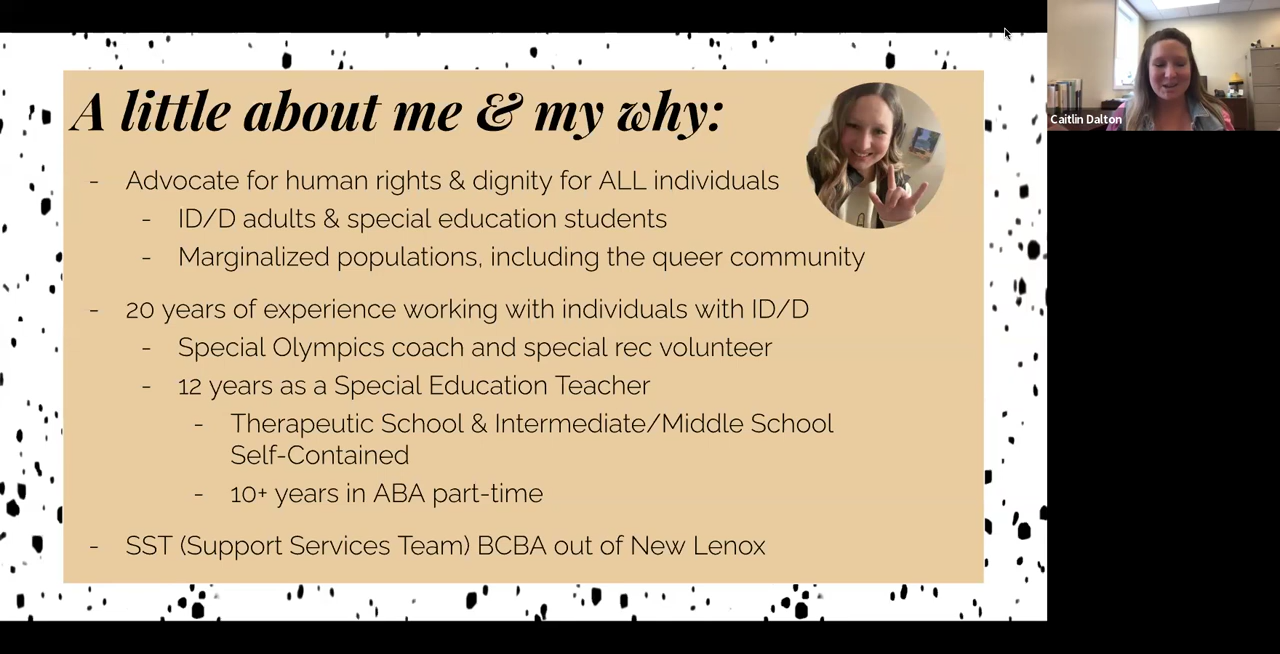 A little about me & my why:
- Advocate for human rights & dignity for ALL individuals
- ID/D adults & special education students
- Marginalized populations, including the queer community
- 20 years of experience working with individuals with ID/D
- Special Olympics coach and special rec volunteer
- 12 years as a Special Education Teacher
- Therapeutic School & Intermediate/Middle School
Self-Contained
- 10+ years in ABA part-time
- SST (Support Services Team) BCBA out of New Lenox
Caitlin Dalton